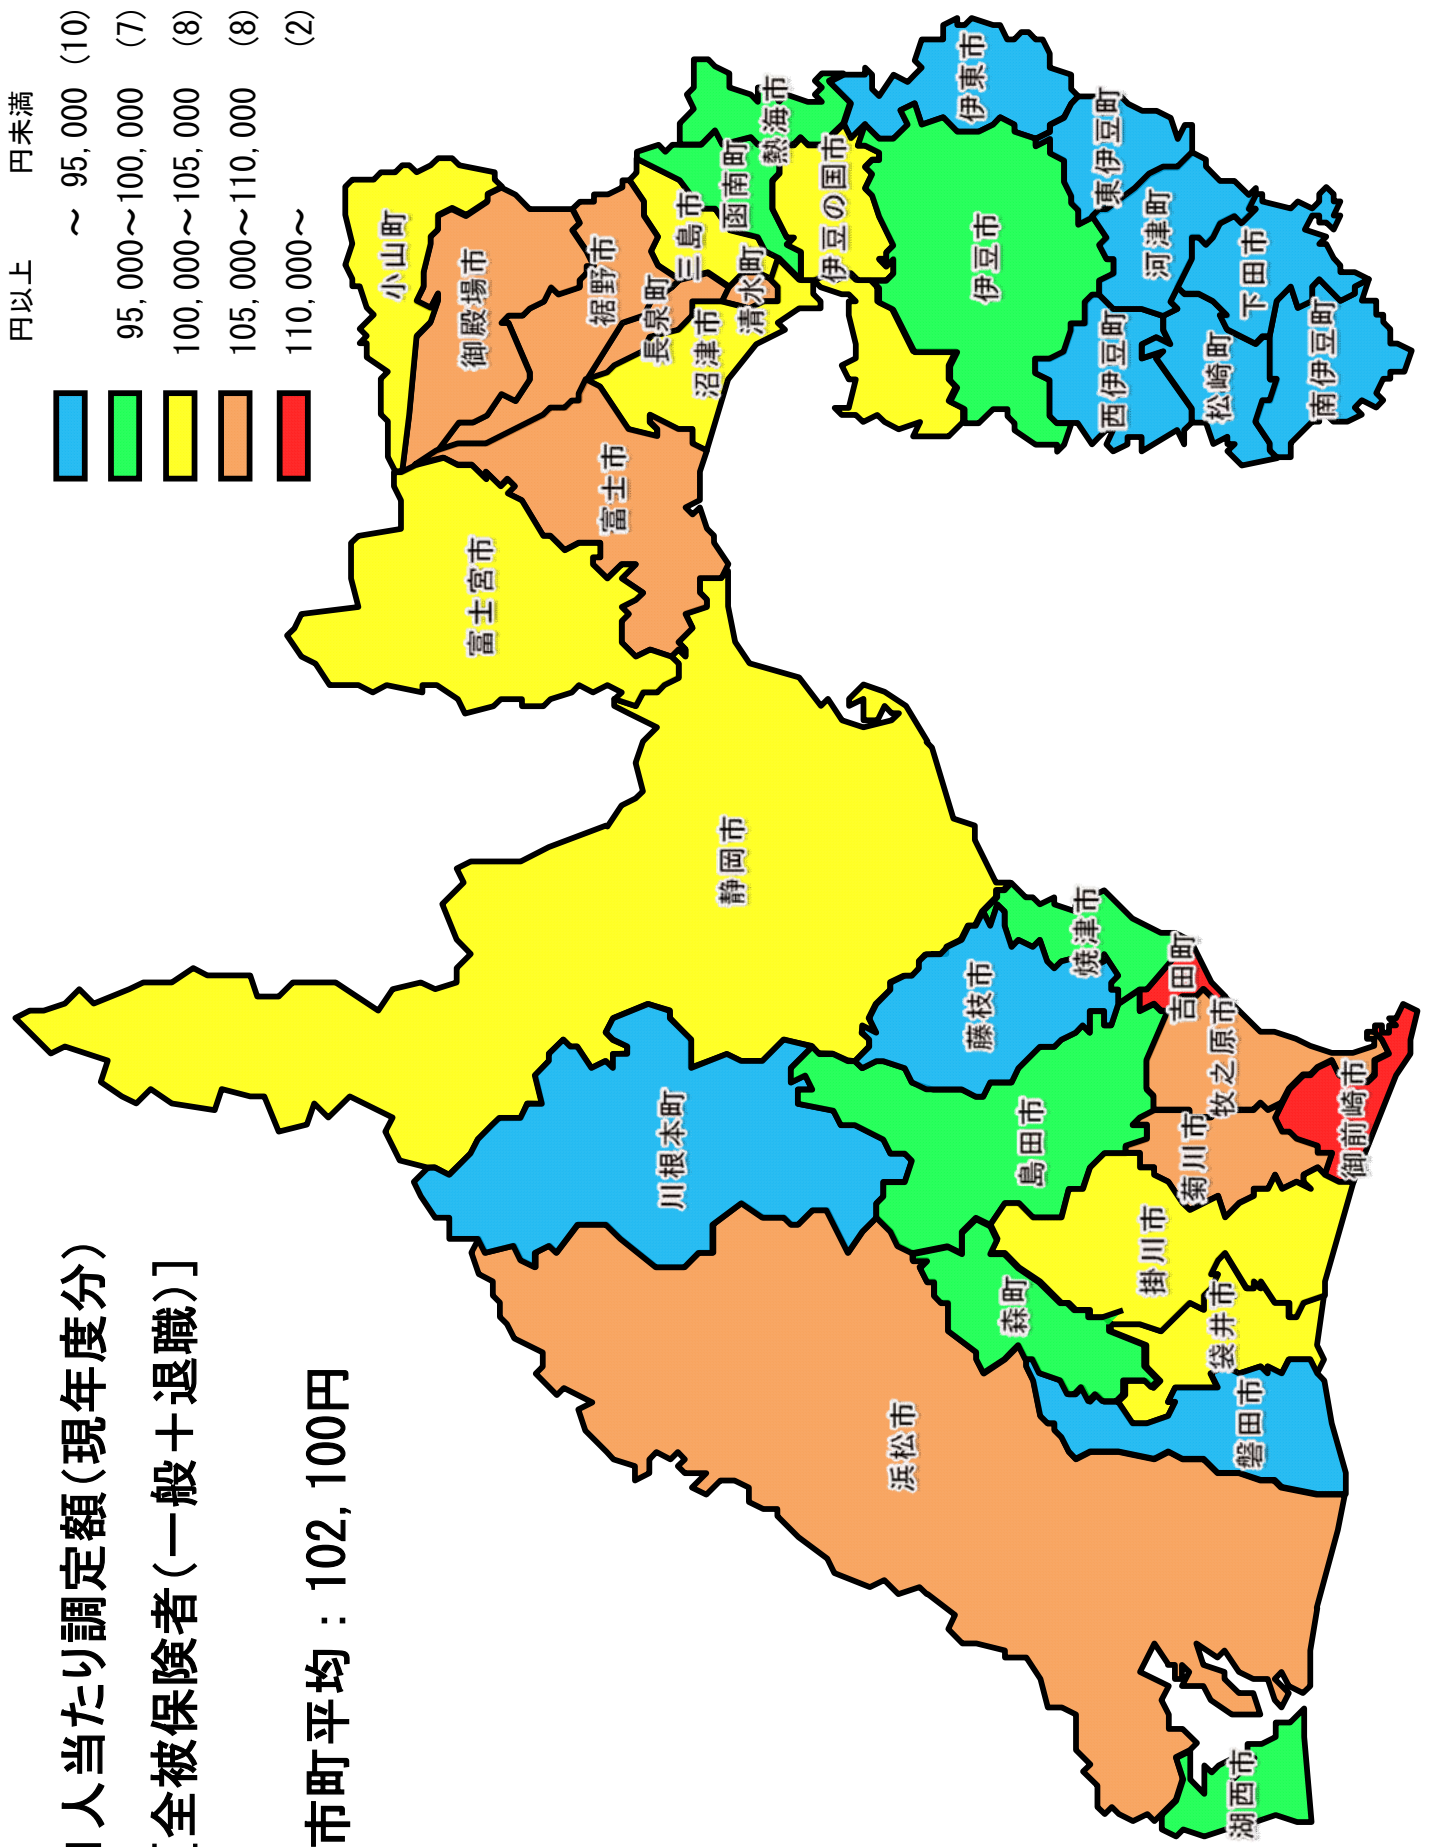 人当たり調定額(現年度分)
全被保険者(一般+退職)]
市町平均:102,100円
円以上 円未満
~ 95,000 (10)
95,000~100,000 (7)
100,000~105,000 (8)
105,000~110,000 (8)
110,000~ (2)
小山町
御殿場市
裾野市
長泉町
三島市
函南町
熱海市
清水町
沼津市
伊豆の国市
伊東市
伊豆市
東伊豆町
河津町
下田市
西伊豆町
松崎町
南伊豆町
富士市
富士宮市
静岡市
焼津市
藤枝市
吉田町
牧之原市
御前崎市
川根本町
島田市
菊川市
掛川市
森町
袋井市
磐田市
浜松市
湖西市